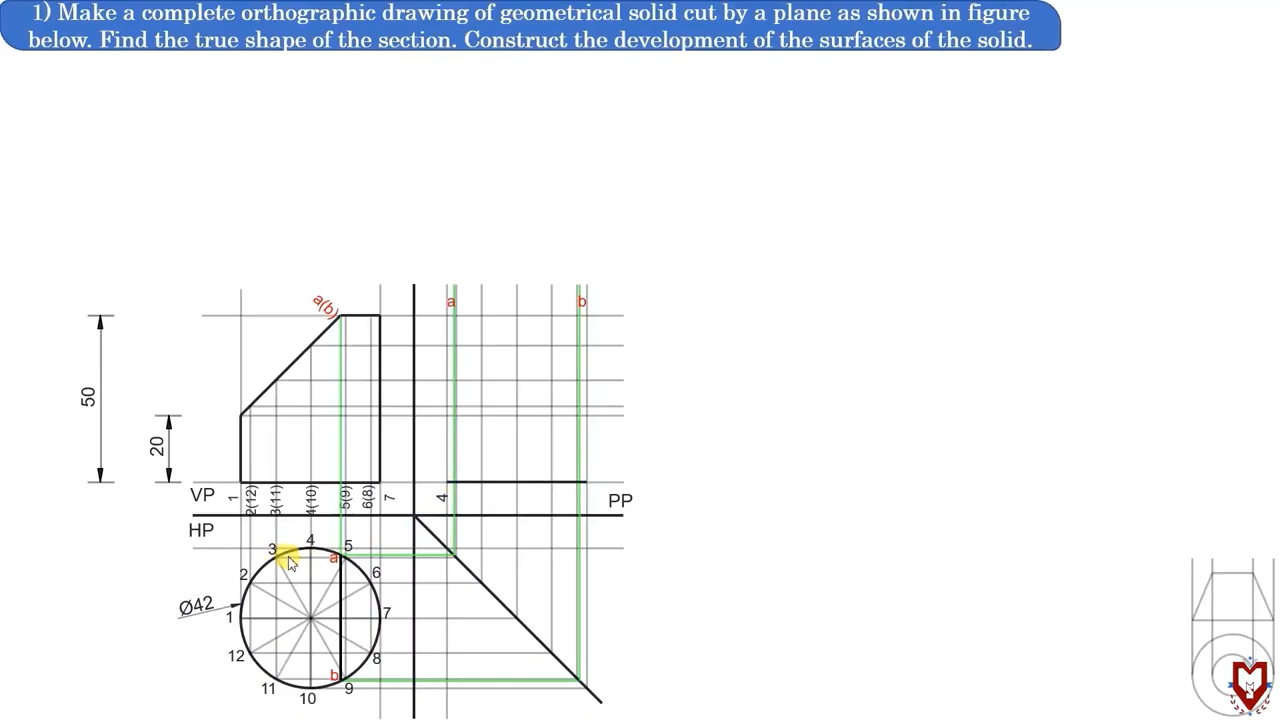 1) Make a complete orthographic drawing of geometrical solid cut by a plane as shown in figure
below. Find the true shape of the section. Construct the development of the surfaces of the solid.
a(b)
a
b
50
20
VP
1
2(12)
3(11)
4(10)
5(9)
6(8)
7
4
PP
HP
4
3
5
a
2
6
Ø42
1
7
12
8
b
11
9
10